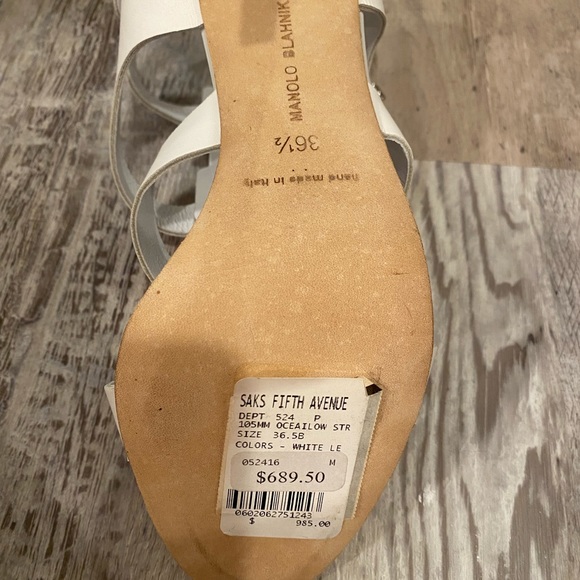 MANOLO BLAHNIK
36½
hand made in Italy
SAKS FIFTH AVENUE
DEPT 524 P
105MM OCEAILOW STR
SIZE 36.5B
COLORS - WHITE LE
052416 M
$689.50
0602062751243
$ 985.00